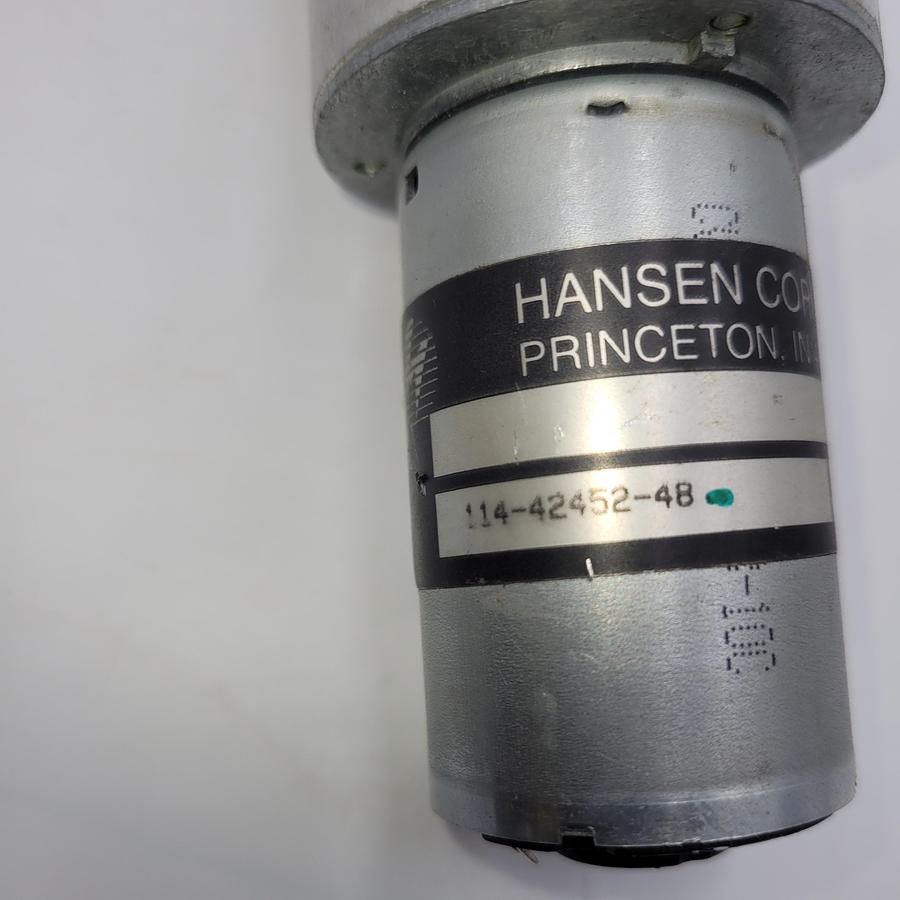 HANSEN COR
PRINCETON, IN
114-42452-48